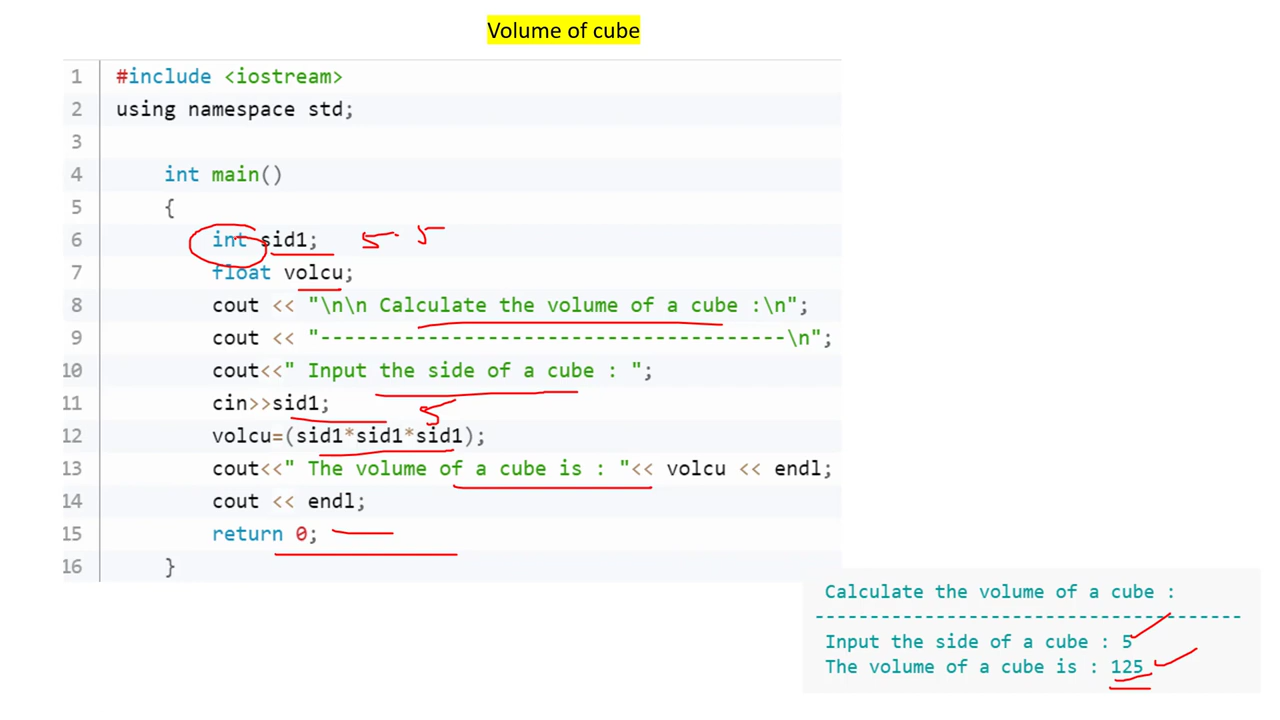 Volume of cube
1 #include <iostream>
2 using namespace std;
3
4 int main()
5 {
6 int sid1; 5. 5
7 float volcu;
8 cout << "\n\n Calculate the volume of a cube :\n";
9 cout << "---------------------------------------\n";
10 cout<<" Input the side of a cube : ";
11 cin>>sid1;
5
12 volcu=(sid1*sid1*sid1);
13 cout<<" The volume of a cube is : "<< volcu << endl;
14 cout << endl;
15 return 0;
16 }
Calculate the volume of a cube :
---------------------------------------
Input the side of a cube : 5
The volume of a cube is : 125